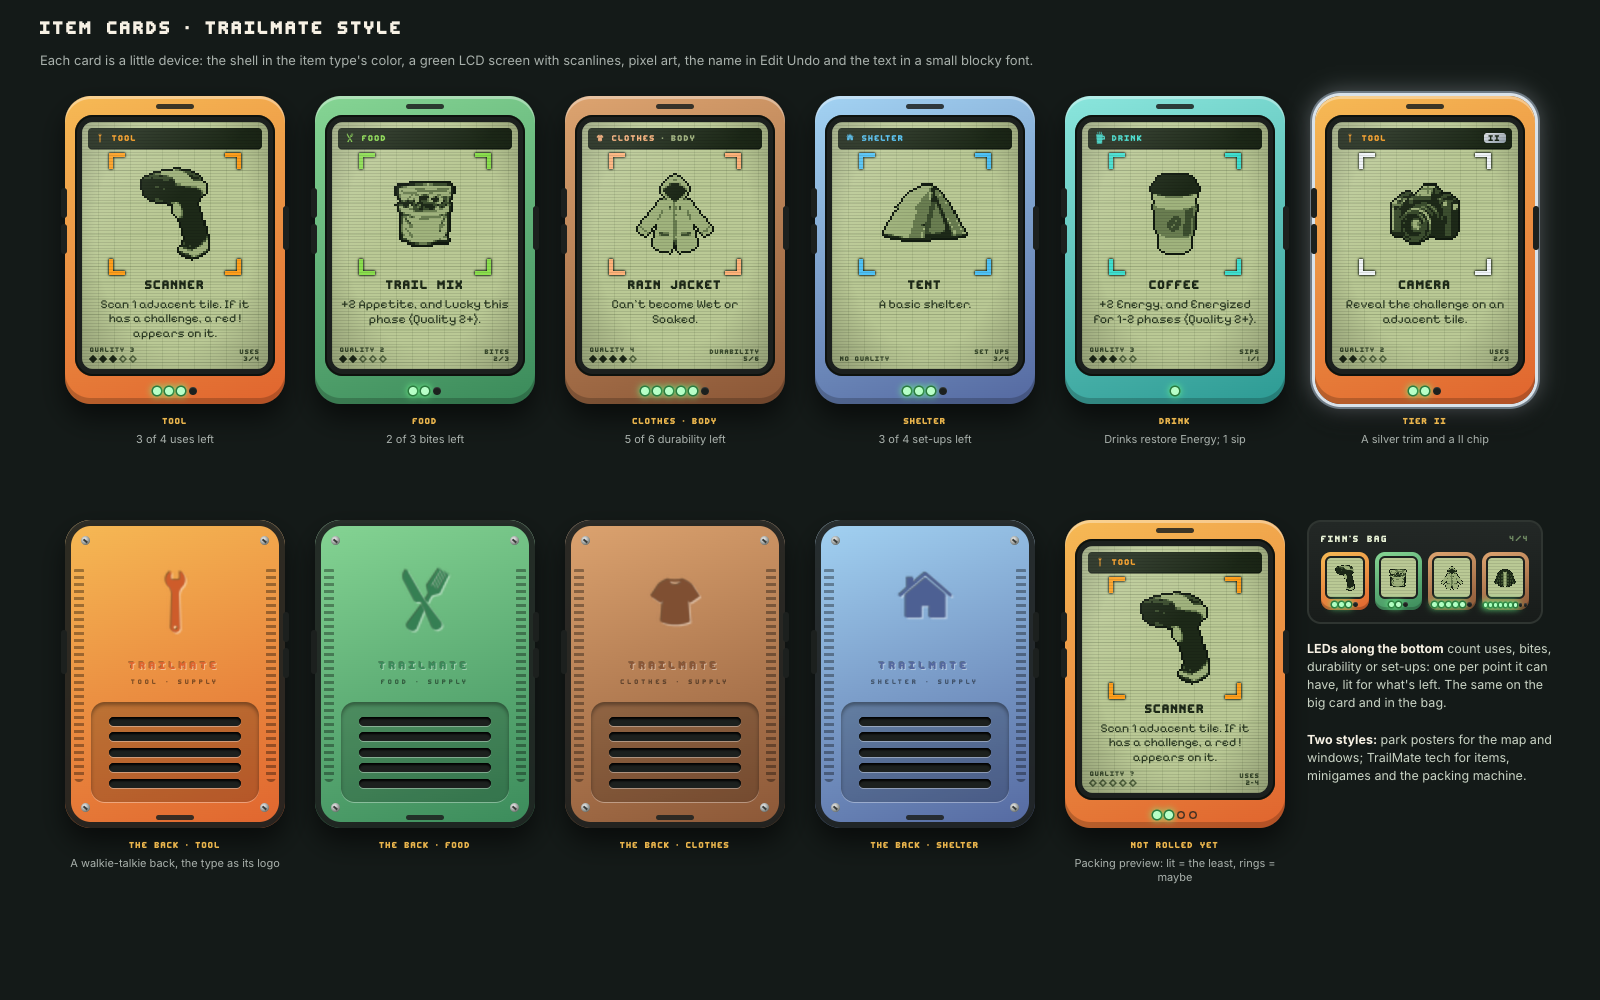 ITEM CARDS · TRAILMATE STYLE
Each card is a little device: the shell in the item type's color, a green LCD screen with scanlines, pixel art, the name in Edit Undo and the text in a small blocky font.
TOOL
SCANNER
Scan 1 adjacent tile. If it
has a challenge, a red !
appears on it.
QUALITY 3
USES
3/4
TOOL
3 of 4 uses left
FOOD
TRAIL MIX
+2 Appetite, and Lucky this
phase (Quality 2+).
QUALITY 2
BITES
2/3
FOOD
2 of 3 bites left
CLOTHES · BODY
RAIN JACKET
Can't become Wet or
Soaked.
QUALITY 4
DURABILITY
5/6
CLOTHES · BODY
5 of 6 durability left
SHELTER
TENT
A basic shelter.
NO QUALITY
SET UPS
3/4
SHELTER
3 of 4 set-ups left
DRINK
COFFEE
+2 Energy, and Energized
for 1-2 phases (Quality 2+).
QUALITY 3
SIPS
1/1
DRINK
Drinks restore Energy; 1 sip
TOOL
II
CAMERA
Reveal the challenge on an
adjacent tile.
QUALITY 2
USES
2/3
TIER II
A silver trim and a II chip
TRAILMATE
TOOL · SUPPLY
THE BACK · TOOL
A walkie-talkie back, the type as its logo
TRAILMATE
FOOD · SUPPLY
THE BACK · FOOD
TRAILMATE
CLOTHES · SUPPLY
THE BACK · CLOTHES
TRAILMATE
SHELTER · SUPPLY
THE BACK · SHELTER
TOOL
SCANNER
Scan 1 adjacent tile. If it
has a challenge, a red !
appears on it.
QUALITY ?
USES
2-4
NOT ROLLED YET
Packing preview: lit = the least, rings =
maybe
FINN'S BAG
4/4
LEDs along the bottom count uses, bites,
durability or set-ups: one per point it can
have, lit for what's left. The same on the
big card and in the bag.
Two styles: park posters for the map and
windows; TrailMate tech for items,
minigames and the packing machine.